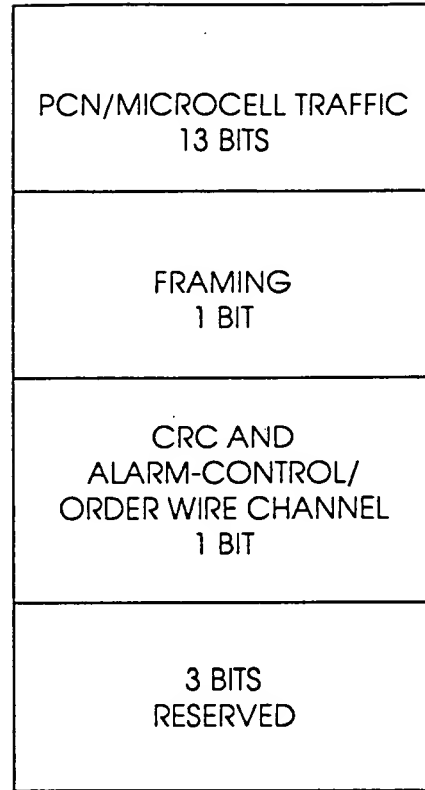 PCN/MICROCELL TRAFFIC
13 BITS
FRAMING
1 BIT
CRC AND
ALARM-CONTROL/
ORDER WIRE CHANNEL
1 BIT
3 BITS
RESERVED